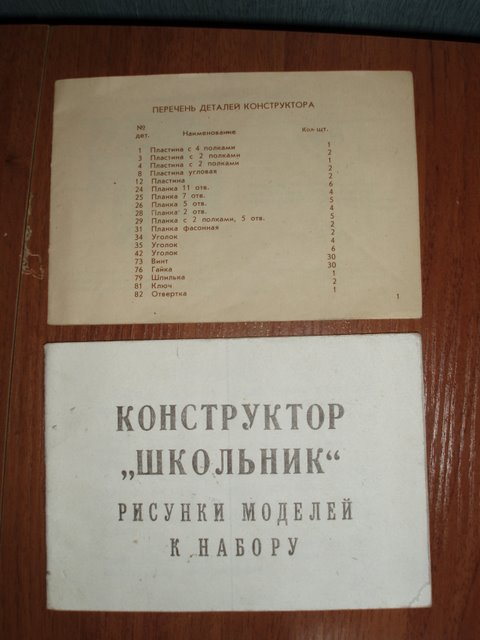 ПЕРЕЧЕНЬ ДЕТАЛЕЙ КОНСТРУКТОРА
№ дет. Наименование Кол шт.
1 Пластина с 4 полками 1
3 Пластина с 2 полками 2
4 Пластина с 2 полками 1
8 Пластина угловая 2
12 Пластина 2
24 Планка 11 отв. 6
25 Планка 7 отв. 4
26 Планка 5 отв. 5
28 Планка 2 отв. 4
29 Планка с 2 полками, 5 отв. 5
31 Планка фасонная 2
34 Уголок 2
35 Уголок 4
42 Уголок 6
73 Винт 30
76 Гайка 30
79 Шпилька 1
81 Ключ 2
82 Отвертка 1
1
КОНСТРУКТОР
„ШКОЛЬНИК“
РИСУНКИ МОДЕЛЕЙ
К НАБОРУ